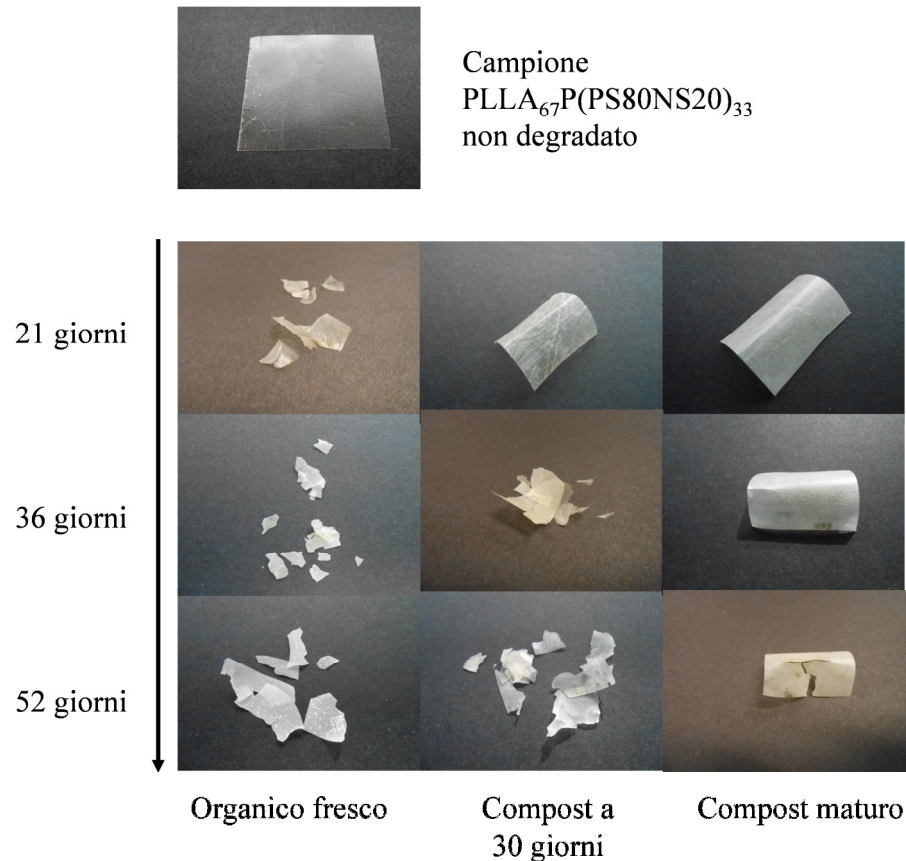 Campione
PLLA₆₇P(PS80NS20)₃₃
non degradato
21 giorni
36 giorni
52 giorni
Organico fresco
Compost a
30 giorni
Compost maturo